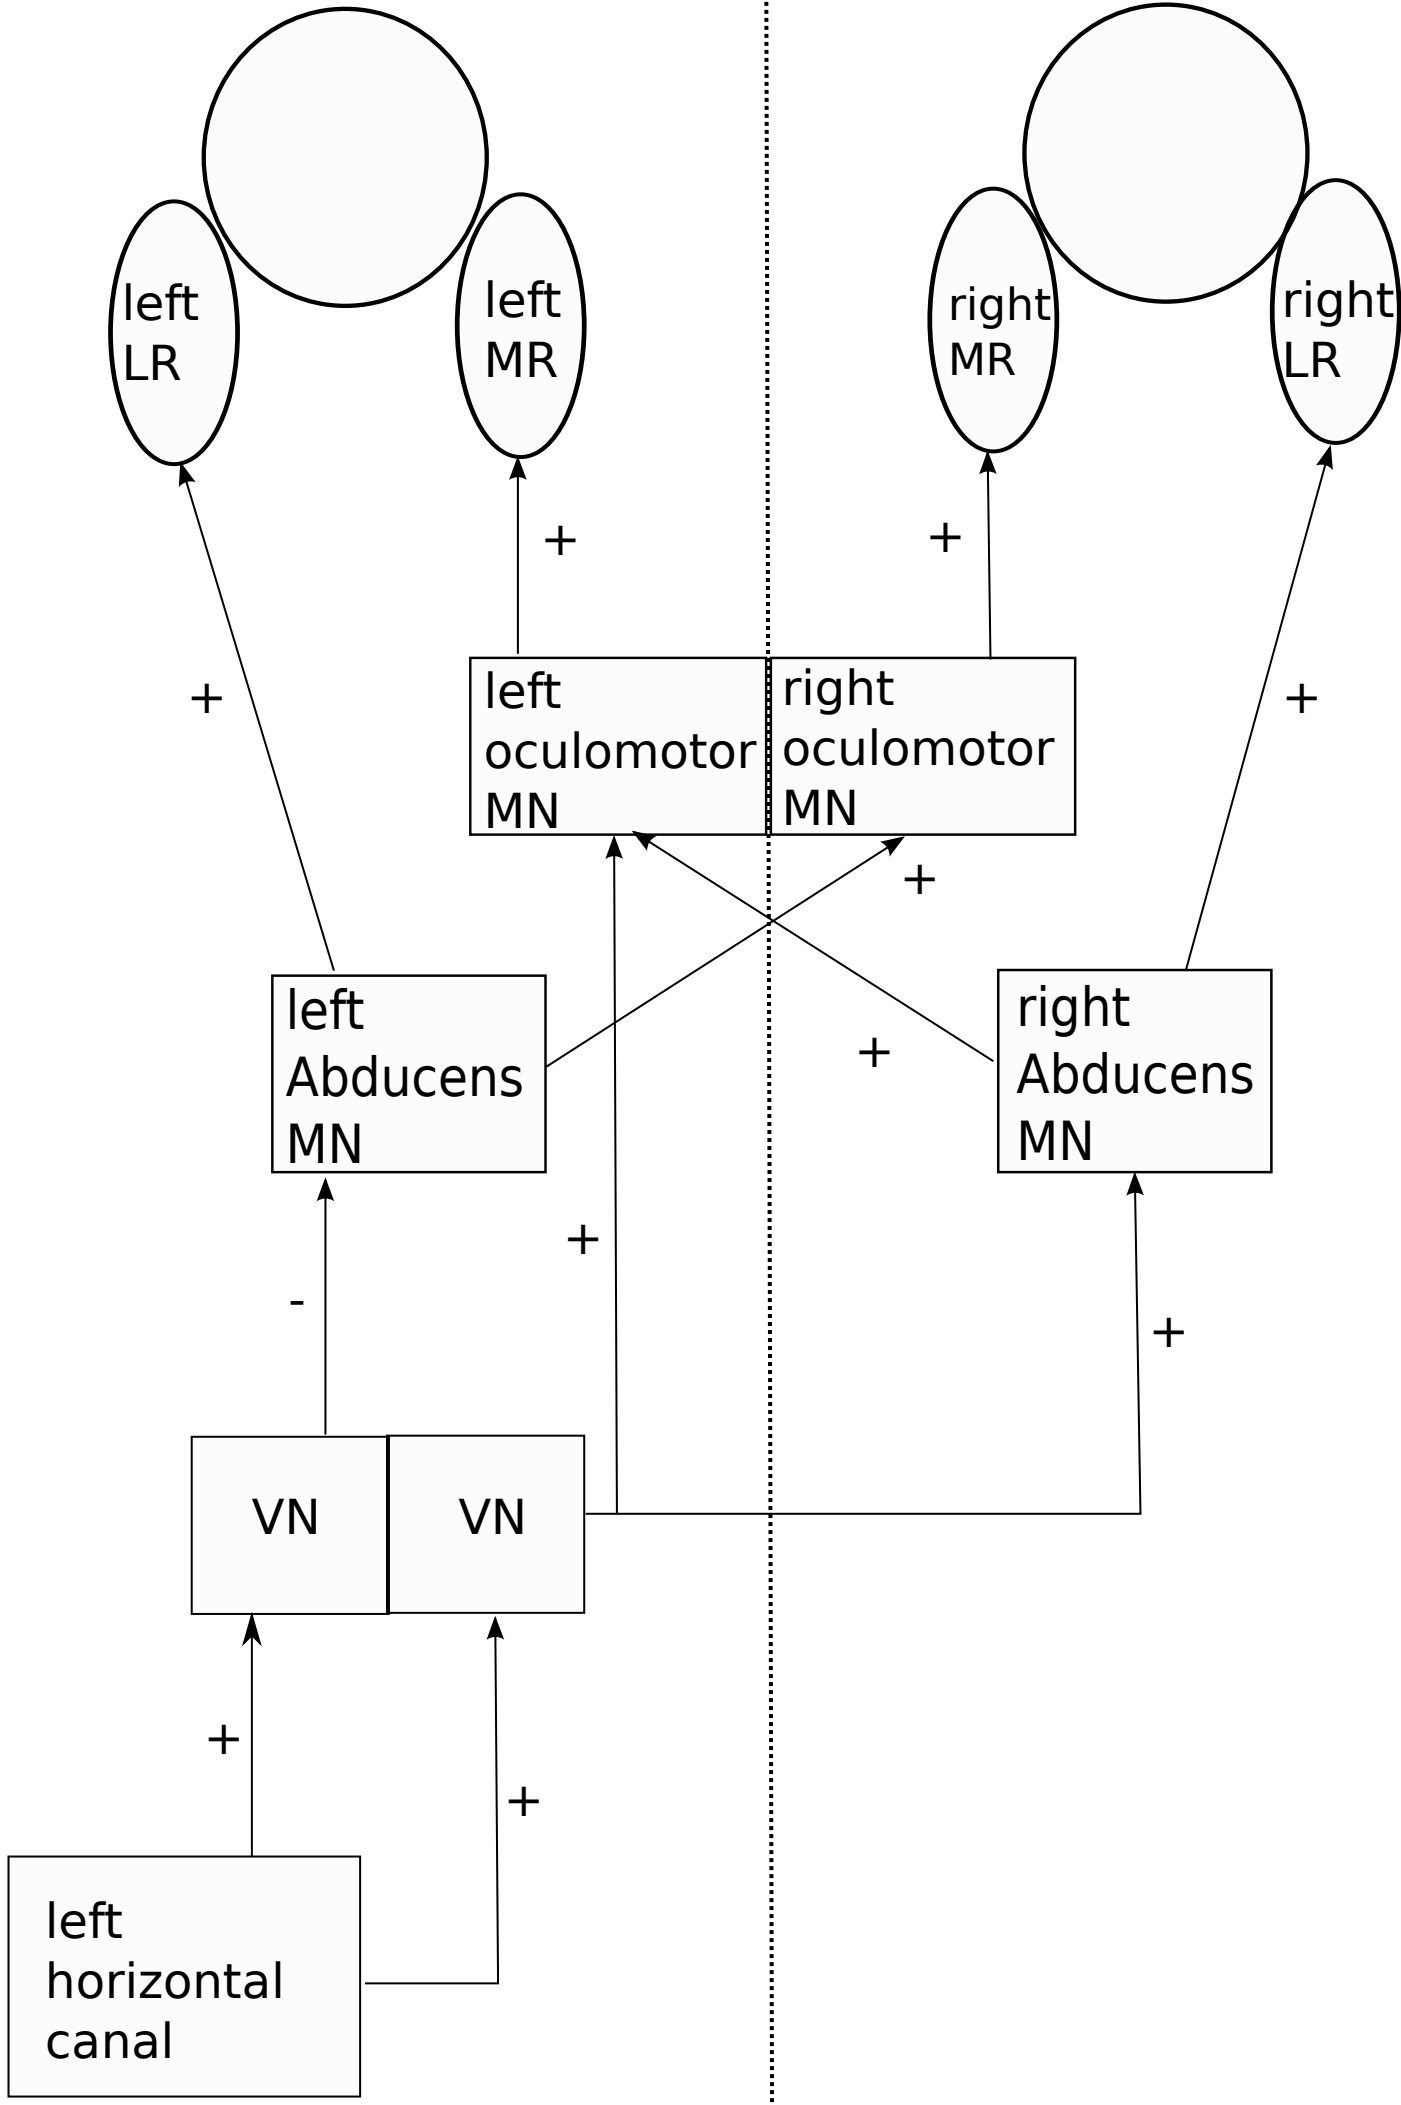 left
LR
left
MR
right
MR
right
LR
+
+
+
+
left
oculomotor
MN
right
oculomotor
MN
+
left
Abducens
MN
+
right
Abducens
MN
+
-
+
VN
VN
+
+
left
horizontal
canal